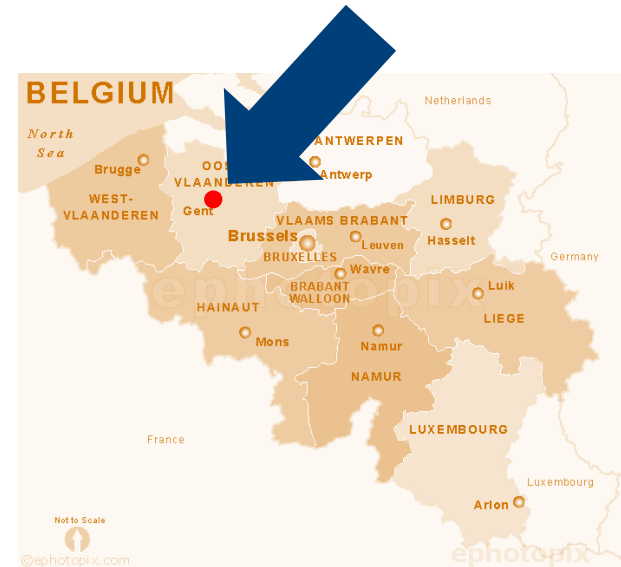 BELGIUM
Netherlands
North
Sea
ANTWERPEN
Brugge
OOS
Antwerp
VLAANDEREN
WEST-
VLAANDEREN
Gent
LIMBURG
VLAAMS BRABANT
Brussels
Leuven
Hasselt
BRUXELLES
Germany
Wavre
BRABANT
WALLOON
ephotopix
Luik
HAINAUT
LIEGE
Mons
Namur
NAMUR
LUXEMBOURG
France
Luxembourg
Arlon
Not to Scale
ephotopix
©ephotopix.com